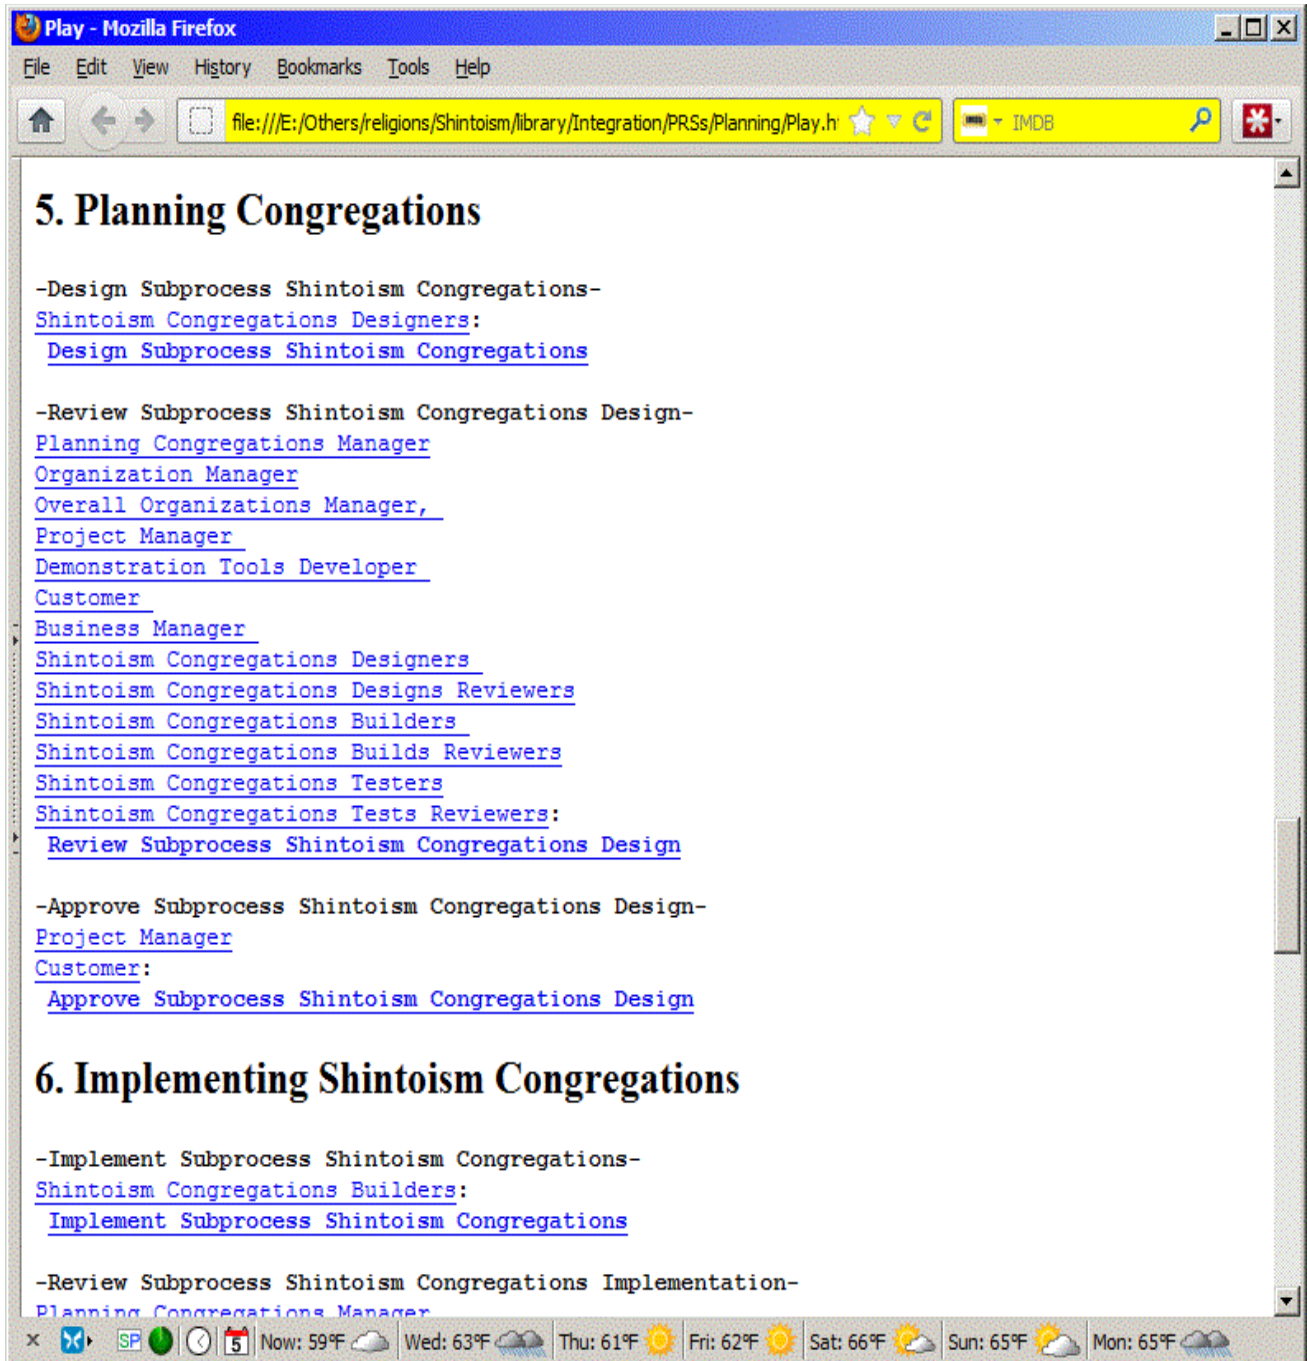 Play - Mozilla Firefox
File Edit View History Bookmarks Tools Help
file:///E:/Others/religions/Shintoism/library/Integration/PRSs/Planning/Play.h IMDB
5. Planning Congregations
-Design Subprocess Shintoism Congregations-
Shintoism Congregations Designers:
Design Subprocess Shintoism Congregations
-Review Subprocess Shintoism Congregations Design-
Planning Congregations Manager
Organization Manager
Overall Organizations Manager,
Project Manager
Demonstration Tools Developer
Customer
Business Manager
Shintoism Congregations Designers
Shintoism Congregations Designs Reviewers
Shintoism Congregations Builders
Shintoism Congregations Builds Reviewers
Shintoism Congregations Testers
Shintoism Congregations Tests Reviewers:
Review Subprocess Shintoism Congregations Design
-Approve Subprocess Shintoism Congregations Design-
Project Manager
Customer:
Approve Subprocess Shintoism Congregations Design
6. Implementing Shintoism Congregations
-Implement Subprocess Shintoism Congregations-
Shintoism Congregations Builders:
Implement Subprocess Shintoism Congregations
-Review Subprocess Shintoism Congregations Implementation-
Planning Congregations Manager
SP 5 Now: 59°F Wed: 63°F Thu: 61°F Fri: 62°F Sat: 66°F Sun: 65°F Mon: 65°F